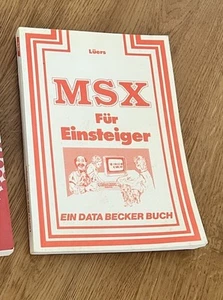 Lüers
MSX
Für
Einsteiger
EIN DATA BECKER BUCH